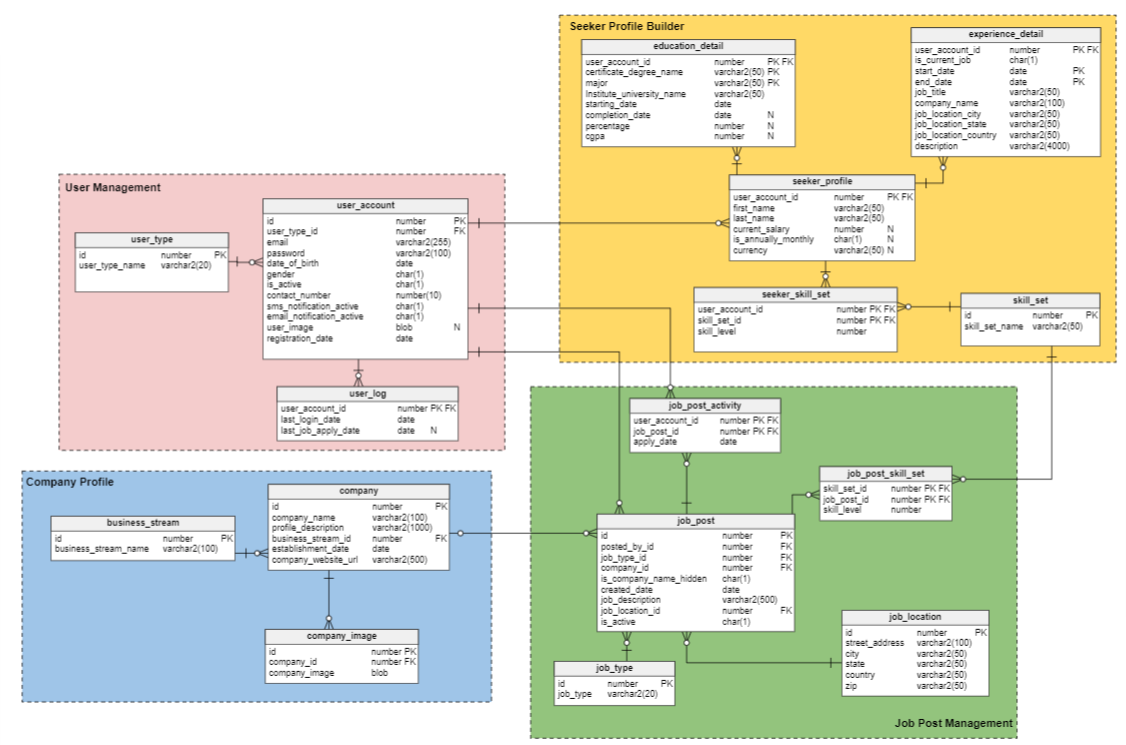 Seeker Profile Builder
education_detail
user_account_id number PK FK
certificate_degree_name varchar2(50) PK
major varchar2(50) PK
Institute_university_name varchar2(50)
starting_date date
completion_date date N
percentage number N
cgpa number N
experience_detail
user_account_id number PK FK
is_current_job char(1)
start_date date PK
end_date date PK
job_title varchar2(50)
company_name varchar2(100)
job_location_city varchar2(50)
job_location_state varchar2(50)
job_location_country varchar2(50)
description varchar2(4000)
seeker_profile
user_account_id number PK FK
first_name varchar2(50)
last_name varchar2(50)
current_salary number N
is_annually_monthly char(1) N
currency varchar2(50) N
seeker_skill_set
user_account_id number PK FK
skill_set_id number PK FK
skill_level number
skill_set
id number PK
skill_set_name varchar2(50)
User Management
user_type
id number PK
user_type_name varchar2(20)
user_account
id number PK
user_type_id number FK
email varchar2(255)
password varchar2(100)
date_of_birth date
gender char(1)
is_active char(1)
contact_number number(10)
sms_notification_active char(1)
email_notification_active char(1)
user_image blob N
registration_date date
user_log
user_account_id number PK FK
last_login_date date
last_job_apply_date date N
Company Profile
business_stream
id number PK
business_stream_name varchar2(100)
company
id number PK
company_name varchar2(100)
profile_description varchar2(1000)
business_stream_id number FK
establishment_date date
company_website_url varchar2(500)
company_image
id number PK
company_id number FK
company_image blob
job_post_activity
user_account_id number PK FK
job_post_id number PK FK
apply_date date
job_post_skill_set
skill_set_id number PK FK
job_post_id number PK FK
skill_level number
job_post
id number PK
posted_by_id number FK
job_type_id number FK
company_id number FK
is_company_name_hidden char(1)
created_date date
job_description varchar2(500)
job_location_id number FK
is_active char(1)
job_type
id number PK
job_type varchar2(20)
job_location
id number PK
street_address varchar2(100)
city varchar2(50)
state varchar2(50)
country varchar2(50)
zip varchar2(50)
Job Post Management